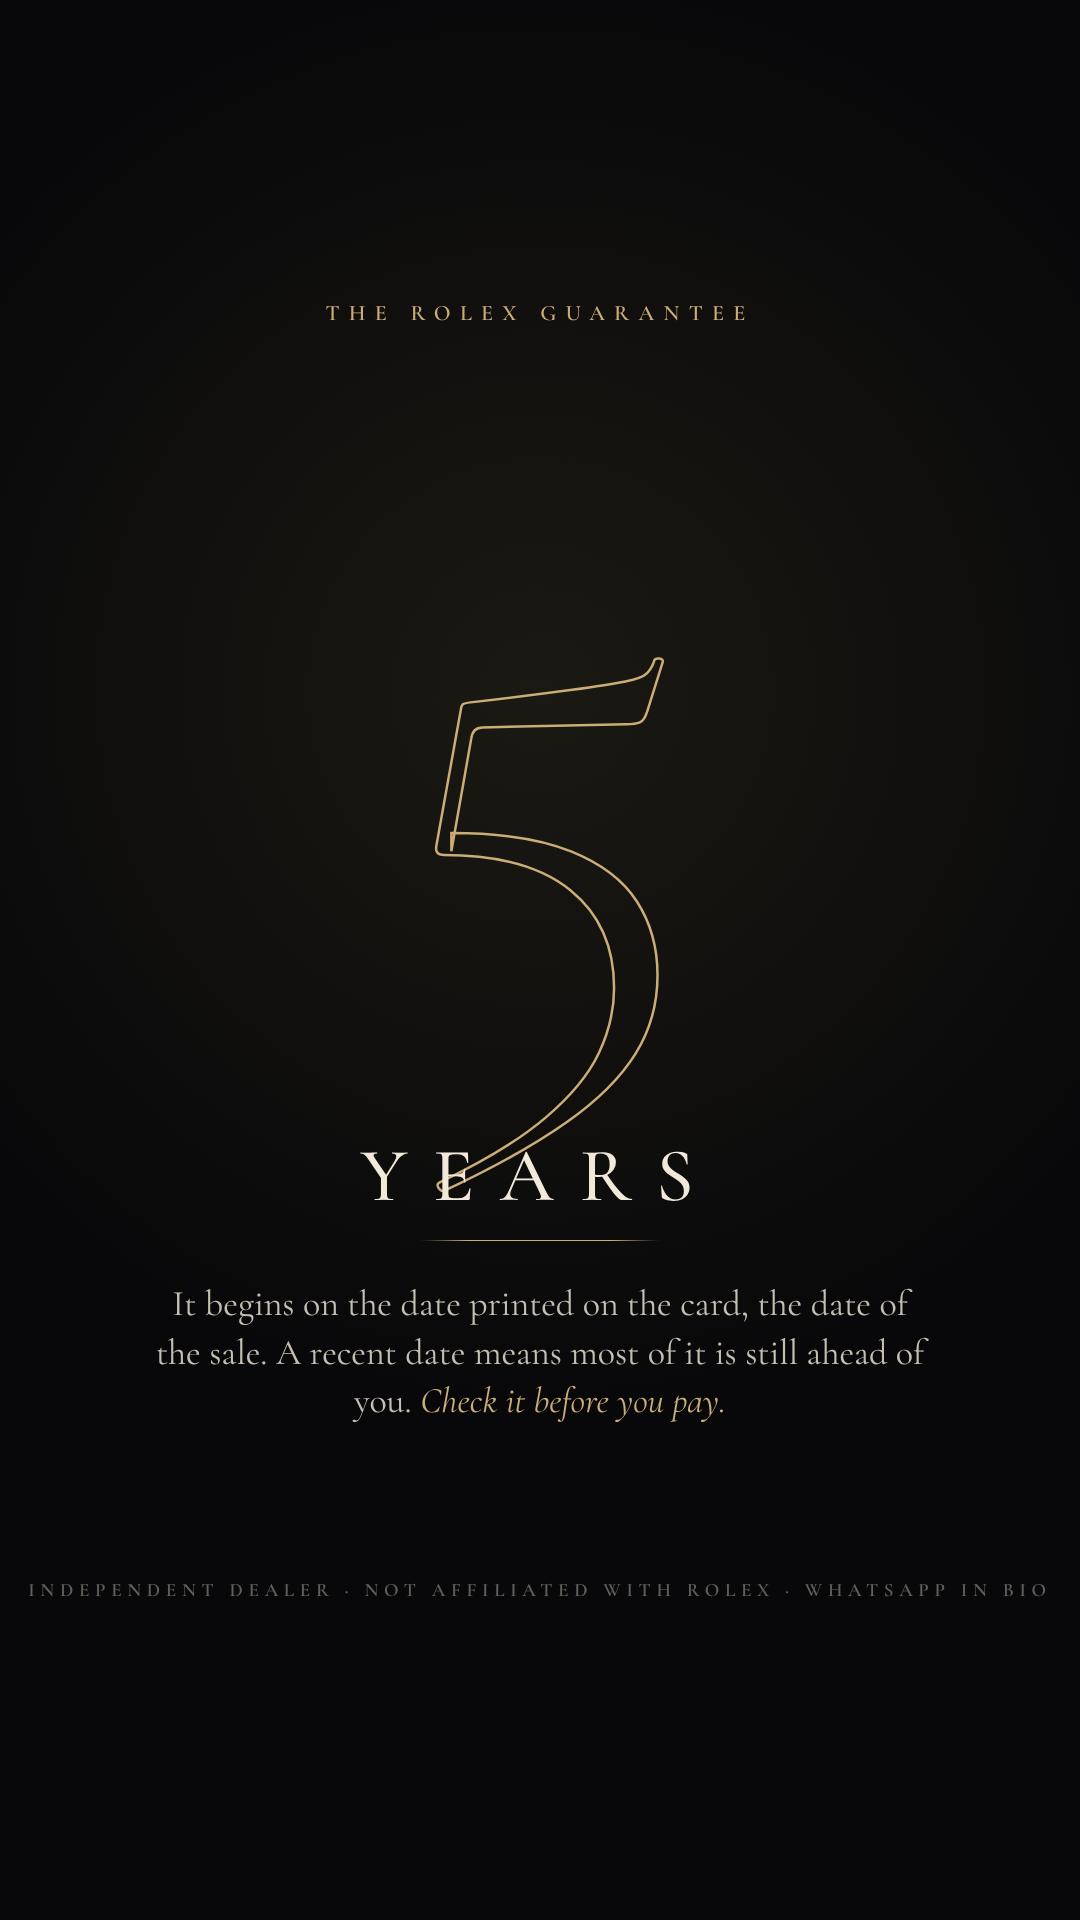 THE ROLEX GUARANTEE
5
YEARS
It begins on the date printed on the card, the date of
the sale. A recent date means most of it is still ahead of
you. Check it before you pay.
INDEPENDENT DEALER · NOT AFFILIATED WITH ROLEX · WHATSAPP IN BIO